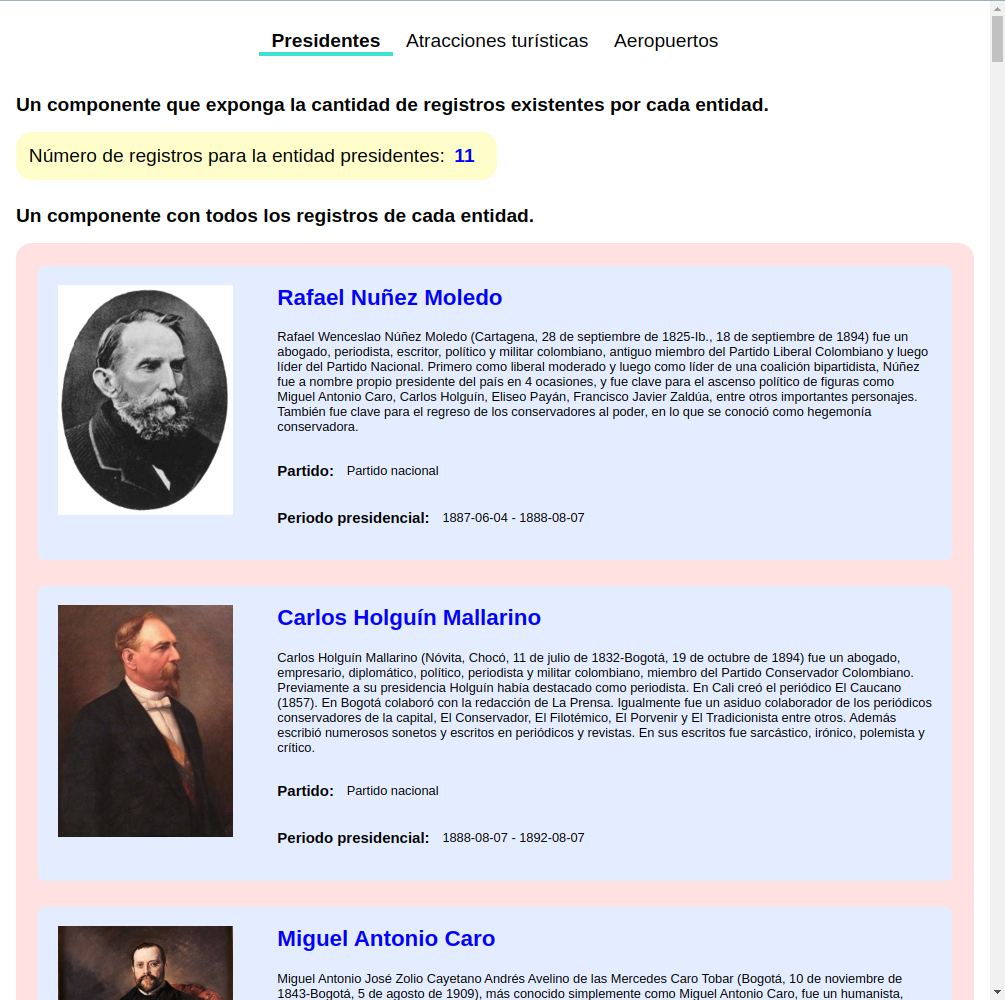 Presidentes Atracciones turísticas Aeropuertos
Un componente que exponga la cantidad de registros existentes por cada entidad.
Número de registros para la entidad presidentes: 11
Un componente con todos los registros de cada entidad.
Rafael Nuñez Moledo
Rafael Wenceslao Núñez Moledo (Cartagena, 28 de septiembre de 1825-Ib., 18 de septiembre de 1894) fue un
abogado, periodista, escritor, político y militar colombiano, antiguo miembro del Partido Liberal Colombiano y luego
líder del Partido Nacional. Primero como liberal moderado y luego como líder de una coalición bipartidista, Núñez
fue a nombre propio presidente del país en 4 ocasiones, y fue clave para el ascenso político de figuras como
Miguel Antonio Caro, Carlos Holguín, Eliseo Payán, Francisco Javier Zaldúa, entre otros importantes personajes.
También fue clave para el regreso de los conservadores al poder, en lo que se conoció como hegemonía
conservadora.
Partido: Partido nacional
Periodo presidencial: 1887-06-04 - 1888-08-07
Carlos Holguín Mallarino
Carlos Holguín Mallarino (Nóvita, Chocó, 11 de julio de 1832-Bogotá, 19 de octubre de 1894) fue un abogado,
empresario, diplomático, político, periodista y militar colombiano, miembro del Partido Conservador Colombiano.
Previamente a su presidencia Holguín había destacado como periodista. En Cali creó el periódico El Caucano
(1857). En Bogotá colaboró con la redacción de La Prensa. Igualmente fue un asiduo colaborador de los periódicos
conservadores de la capital, El Conservador, El Filotémico, El Porvenir y El Tradicionista entre otros. Además
escribió numerosos sonetos y escritos en periódicos y revistas. En sus escritos fue sarcástico, irónico, polemista y
crítico.
Partido: Partido nacional
Periodo presidencial: 1888-08-07 - 1892-08-07
Miguel Antonio Caro
Miguel Antonio José Zolio Cayetano Andrés Avelino de las Mercedes Caro Tobar (Bogotá, 10 de noviembre de
1843-Bogotá, 5 de agosto de 1909), más conocido simplemente como Miguel Antonio Caro, fue un humanista,